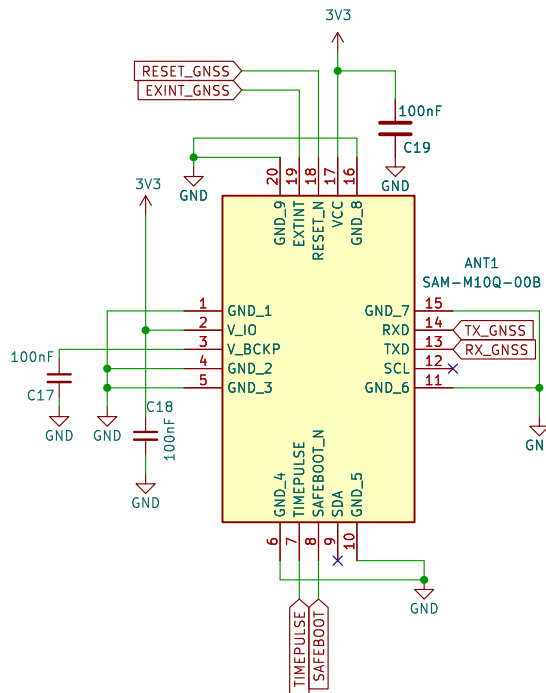 3V3
RESET_GNSS
EXINT_GNSS
100nF
C19
GND
GND
20
19
18
17
16
GND_9
EXTINT
RESET_N
VCC
GND_8
3V3
ANT1
SAM-M10Q-00B
1 GND_1
2 V_IO
3 V_BCKP
4 GND_2
5 GND_3
GND_7 15
RXD 14 TX_GNSS
TXD 13 RX_GNSS
SCL 12
GND_6 11
100nF
C17
GND
GND
C18
100nF
GND
GN
GND_4
TIMEPULSE
SAFEBOOT_N
SDA
GND_5
6
7
8
9
10
GND
TIMEPULSE
SAFEBOOT